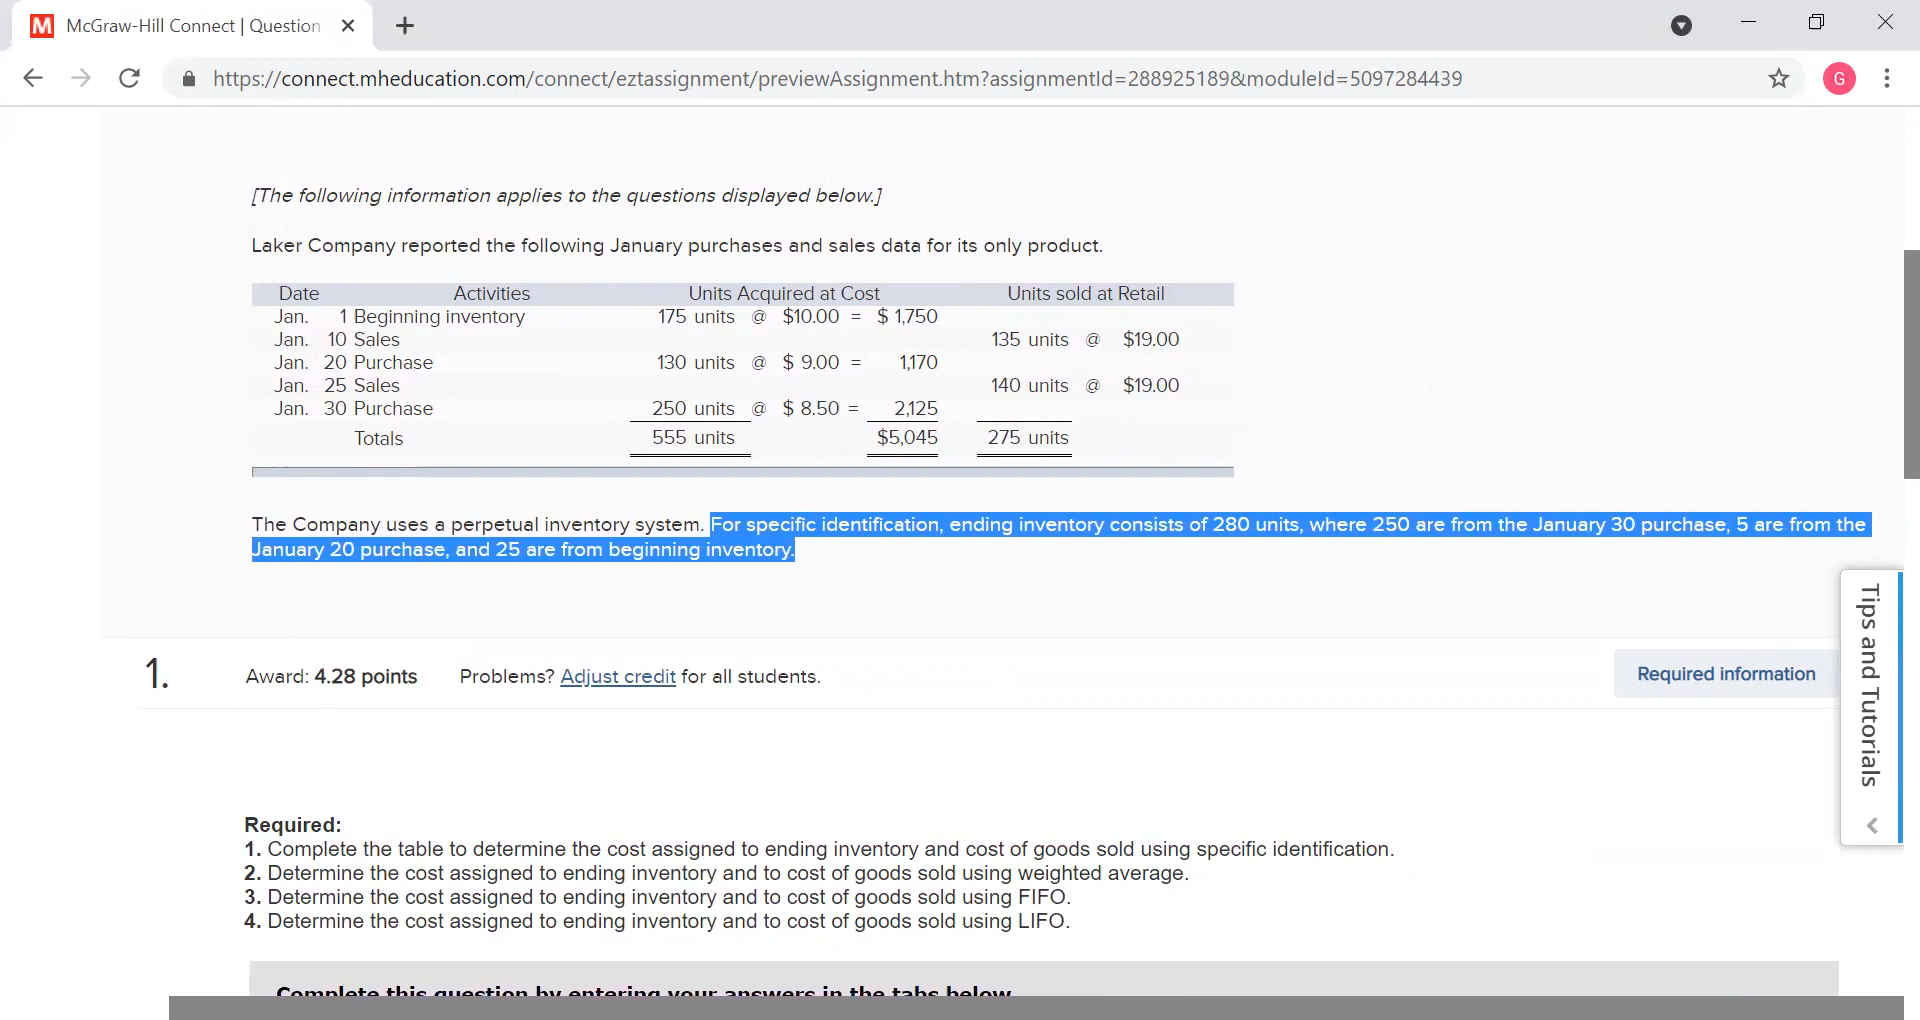 McGraw-Hill Connect | Question
https://connect.mheducation.com/connect/eztassignment/previewAssignment.htm?assignmentId=288925189&moduleId=5097284439
G
[The following information applies to the questions displayed below.]
Laker Company reported the following January purchases and sales data for its only product.
Date Activities Units Acquired at Cost Units sold at Retail
Jan. 1 Beginning inventory 175 units @ $10.00 = $ 1,750
Jan. 10 Sales 135 units @ $19.00
Jan. 20 Purchase 130 units @ $ 9.00 = 1,170
Jan. 25 Sales 140 units @ $19.00
Jan. 30 Purchase 250 units @ $ 8.50 = 2,125
Totals 555 units $5,045 275 units
The Company uses a perpetual inventory system. For specific identification, ending inventory consists of 280 units, where 250 are from the January 30 purchase, 5 are from the
January 20 purchase, and 25 are from beginning inventory.
Tips and Tutorials
1. Award: 4.28 points Problems? Adjust credit for all students. Required information
Required:
1. Complete the table to determine the cost assigned to ending inventory and cost of goods sold using specific identification.
2. Determine the cost assigned to ending inventory and to cost of goods sold using weighted average.
3. Determine the cost assigned to ending inventory and to cost of goods sold using FIFO.
4. Determine the cost assigned to ending inventory and to cost of goods sold using LIFO.
Complete this question by entering your answers in the tabs below